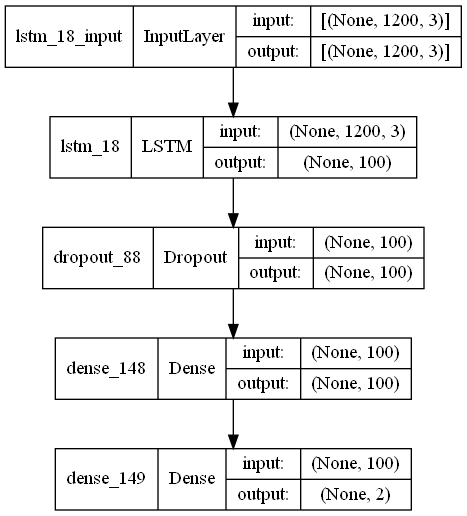 lstm_18_input InputLayer input: [(None, 1200, 3)]
output: [(None, 1200, 3)]
lstm_18 LSTM input: (None, 1200, 3)
output: (None, 100)
dropout_88 Dropout input: (None, 100)
output: (None, 100)
dense_148 Dense input: (None, 100)
output: (None, 100)
dense_149 Dense input: (None, 100)
output: (None, 2)